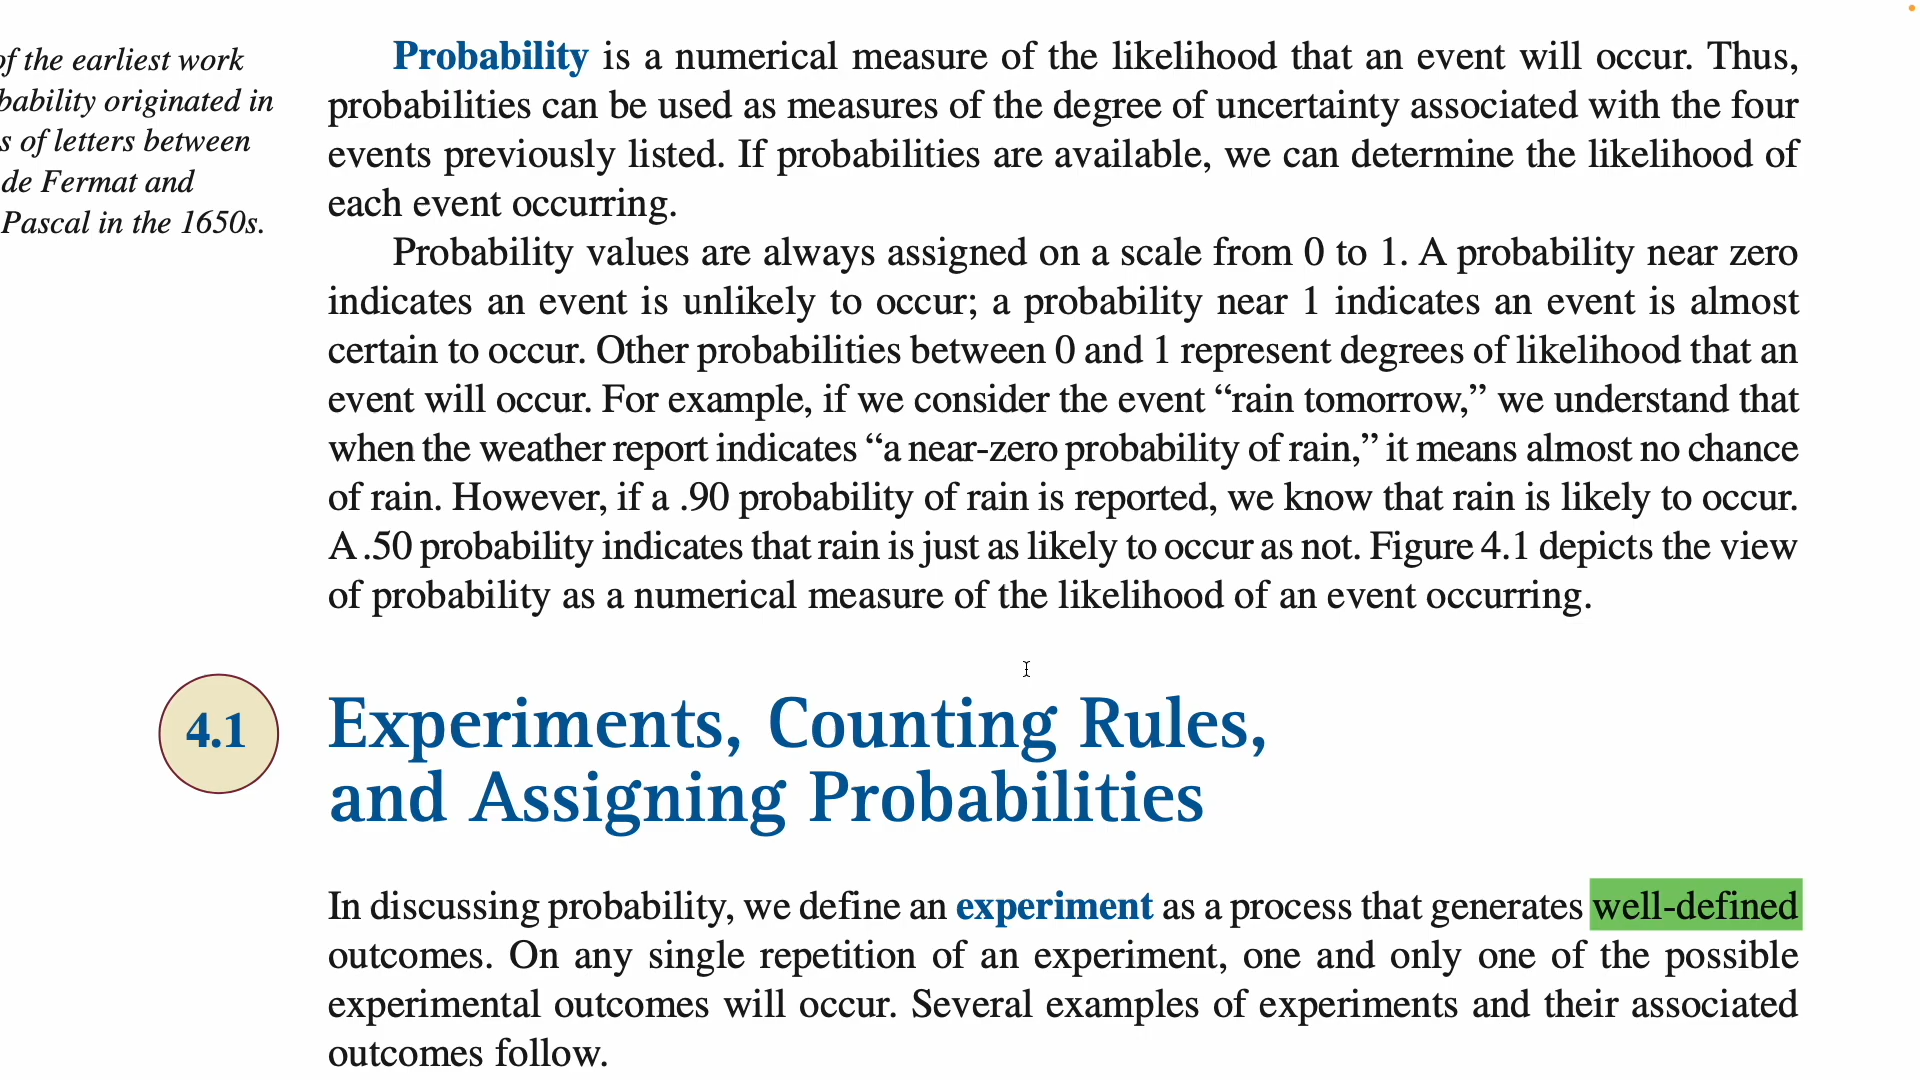 of the earliest work
bability originated in
s of letters between
de Fermat and
Pascal in the 1650s.
Probability is a numerical measure of the likelihood that an event will occur. Thus,
probabilities can be used as measures of the degree of uncertainty associated with the four
events previously listed. If probabilities are available, we can determine the likelihood of
each event occurring.
Probability values are always assigned on a scale from 0 to 1. A probability near zero
indicates an event is unlikely to occur; a probability near 1 indicates an event is almost
certain to occur. Other probabilities between 0 and 1 represent degrees of likelihood that an
event will occur. For example, if we consider the event “rain tomorrow,” we understand that
when the weather report indicates “a near-zero probability of rain,” it means almost no chance
of rain. However, if a .90 probability of rain is reported, we know that rain is likely to occur.
A .50 probability indicates that rain is just as likely to occur as not. Figure 4.1 depicts the view
of probability as a numerical measure of the likelihood of an event occurring.
4.1
Experiments, Counting Rules,
and Assigning Probabilities
In discussing probability, we define an experiment as a process that generates well-defined
outcomes. On any single repetition of an experiment, one and only one of the possible
experimental outcomes will occur. Several examples of experiments and their associated
outcomes follow.